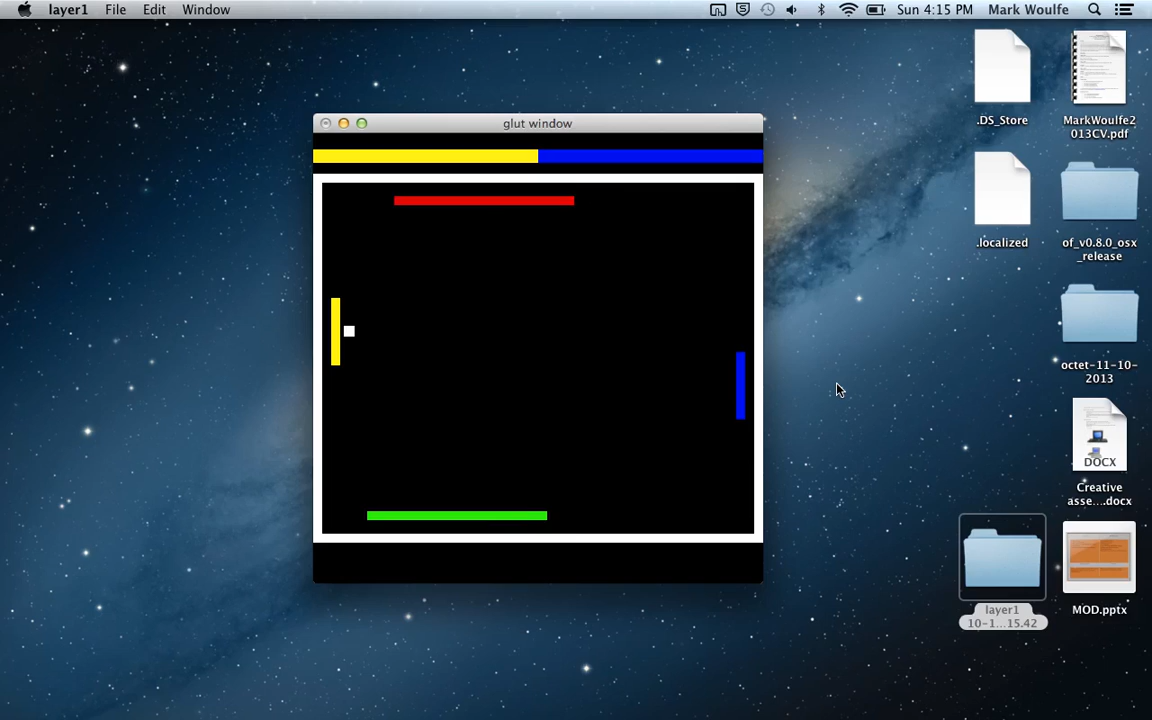 layer1 File Edit Window
Sun 4:15 PM Mark Woulfe
glut window
.DS_Store
MarkWoulfe2
013CV.pdf
.localized
of_v0.8.0_osx
_release
octet-11-10-
2013
DOCX
Creative
asse....docx
layer1
10-1...15.42
MOD.pptx